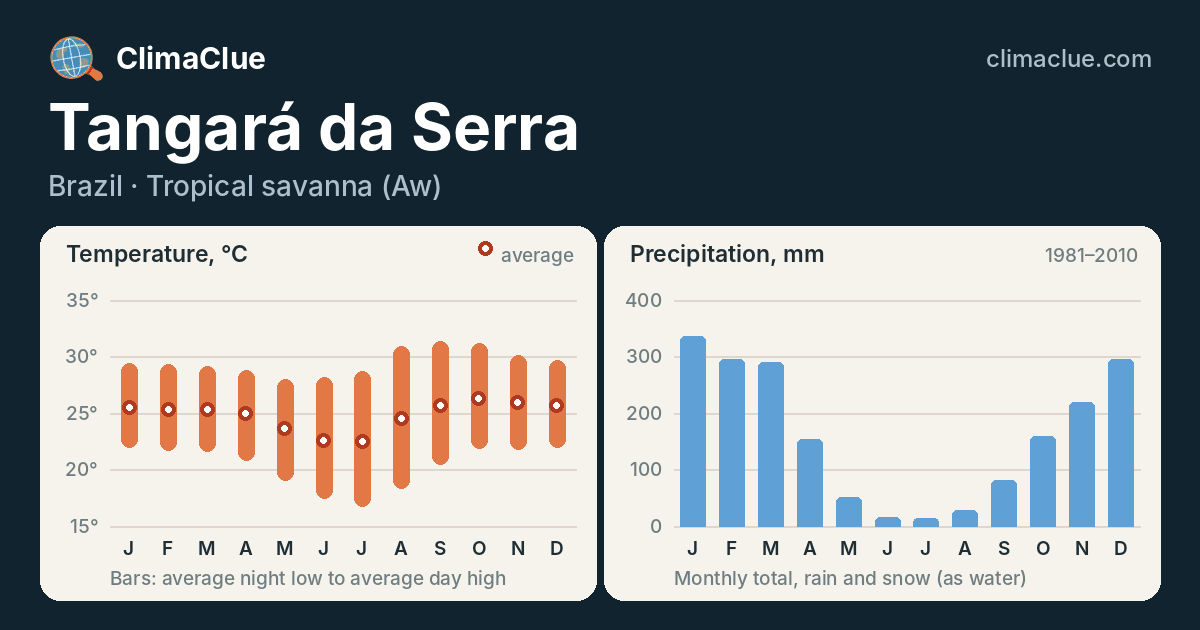 ClimaClue
climaclue.com
Tangará da Serra
Brazil · Tropical savanna (Aw)
Temperature, °C
average
35°
30°
25°
20°
15°
J F M A M J J A S O N D
Bars: average night low to average day high
Precipitation, mm
1981–2010
400
300
200
100
0
J F M A M J J A S O N D
Monthly total, rain and snow (as water)